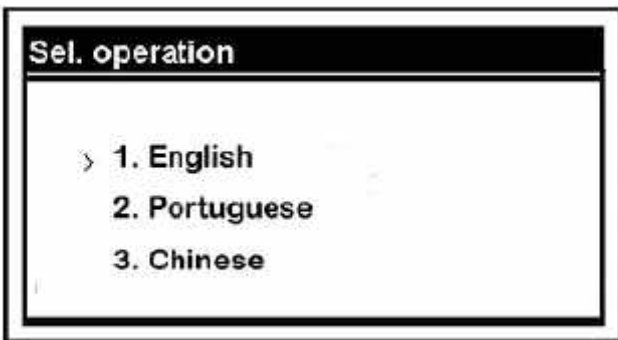 Sel. operation
> 1. English
2. Portuguese
3. Chinese